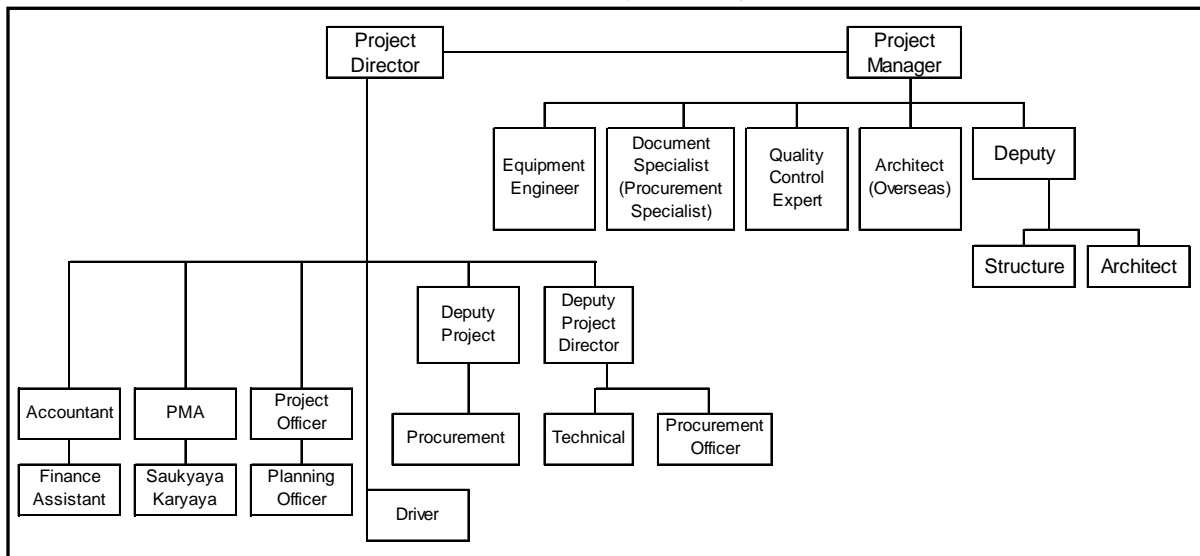 Project
Director
Project
Manager
Equipment
Engineer
Document
Specialist
(Procurement
Specialist)
Quality
Control
Expert
Architect
(Overseas)
Deputy
Structure
Architect
Deputy
Project
Deputy
Project
Director
Accountant
PMA
Project
Officer
Procurement
Technical
Procurement
Officer
Finance
Assistant
Saukyaya
Karyaya
Planning
Officer
Driver